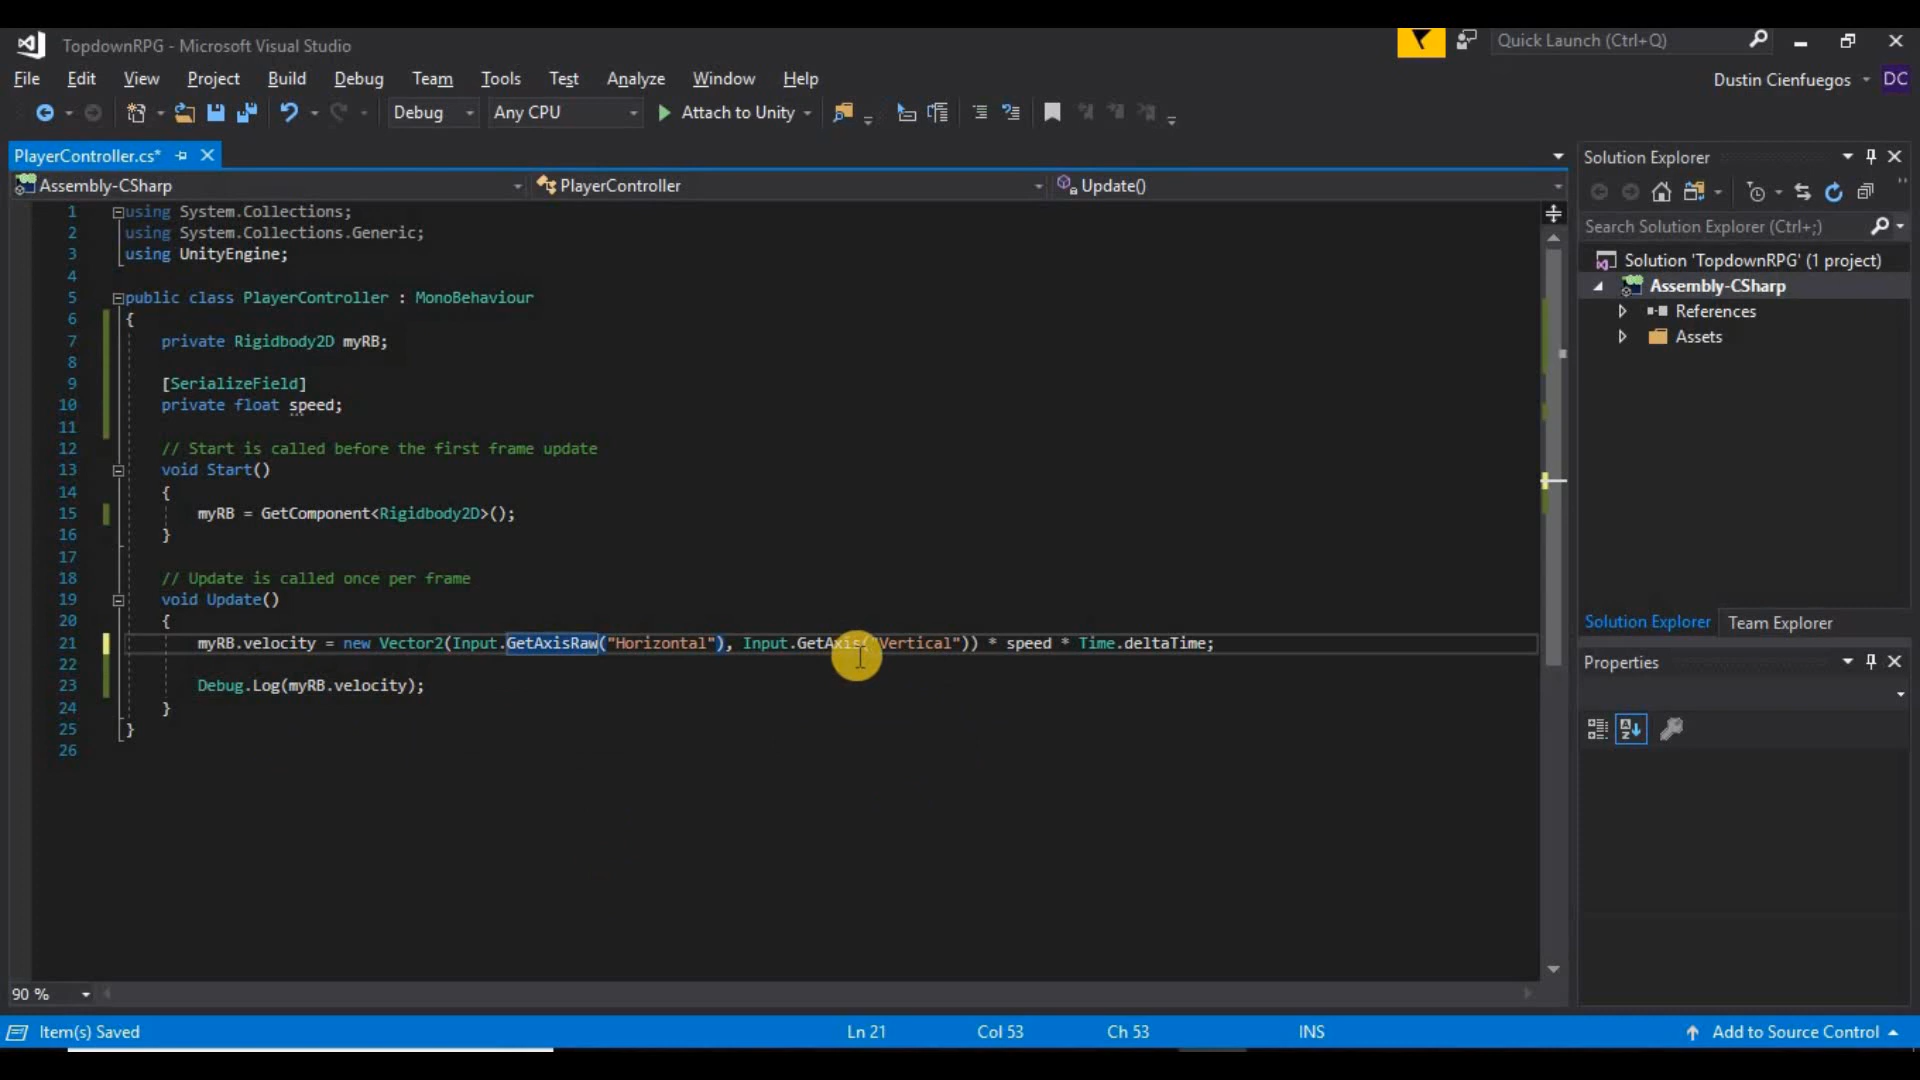 TopdownRPG - Microsoft Visual Studio
Quick Launch (Ctrl+Q)
File Edit View Project Build Debug Team Tools Test Analyze Window Help
Dustin Cienfuegos DC
Debug Any CPU Attach to Unity
PlayerController.cs*
Assembly-CSharp PlayerController Update()
1 using System.Collections;
2 using System.Collections.Generic;
3 using UnityEngine;
4
5 public class PlayerController : MonoBehaviour
6 {
7 private Rigidbody2D myRB;
8
9 [SerializeField]
10 private float speed;
11
12 // Start is called before the first frame update
13 void Start()
14 {
15 myRB = GetComponent<Rigidbody2D>();
16 }
17
18 // Update is called once per frame
19 void Update()
20 {
21 myRB.velocity = new Vector2(Input.GetAxisRaw("Horizontal"), Input.GetAxis("Vertical")) * speed * Time.deltaTime;
22
23 Debug.Log(myRB.velocity);
24 }
25 }
26
Solution Explorer
Search Solution Explorer (Ctrl+;)
Solution 'TopdownRPG' (1 project)
Assembly-CSharp
References
Assets
Solution Explorer Team Explorer
Properties
90 %
Item(s) Saved Ln 21 Col 53 Ch 53 INS Add to Source Control